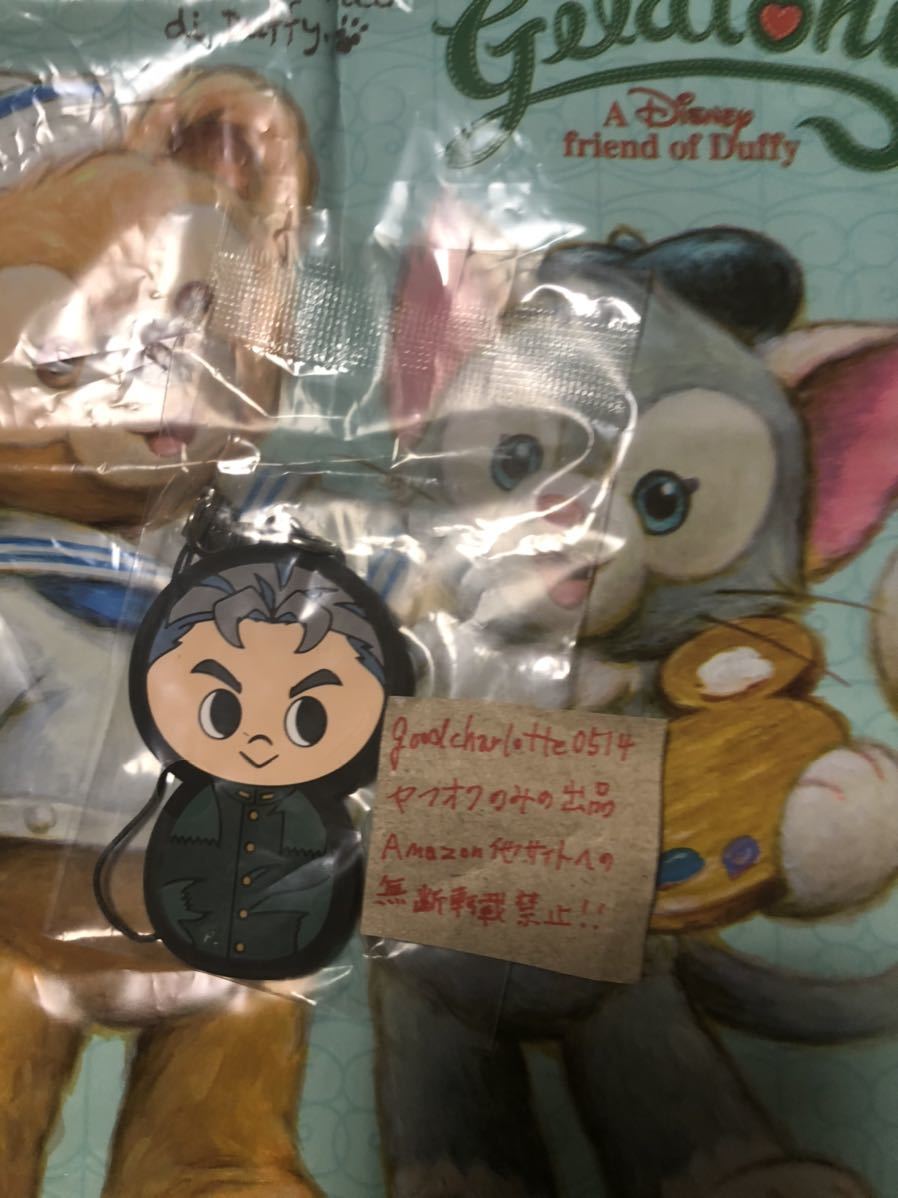 di Duffy.
Gelatoni
A Disney
friend of Duffy
goodcharlotte0514
ヤフオクのみの出品
Amazon他サイトへの
無断転載禁止!!